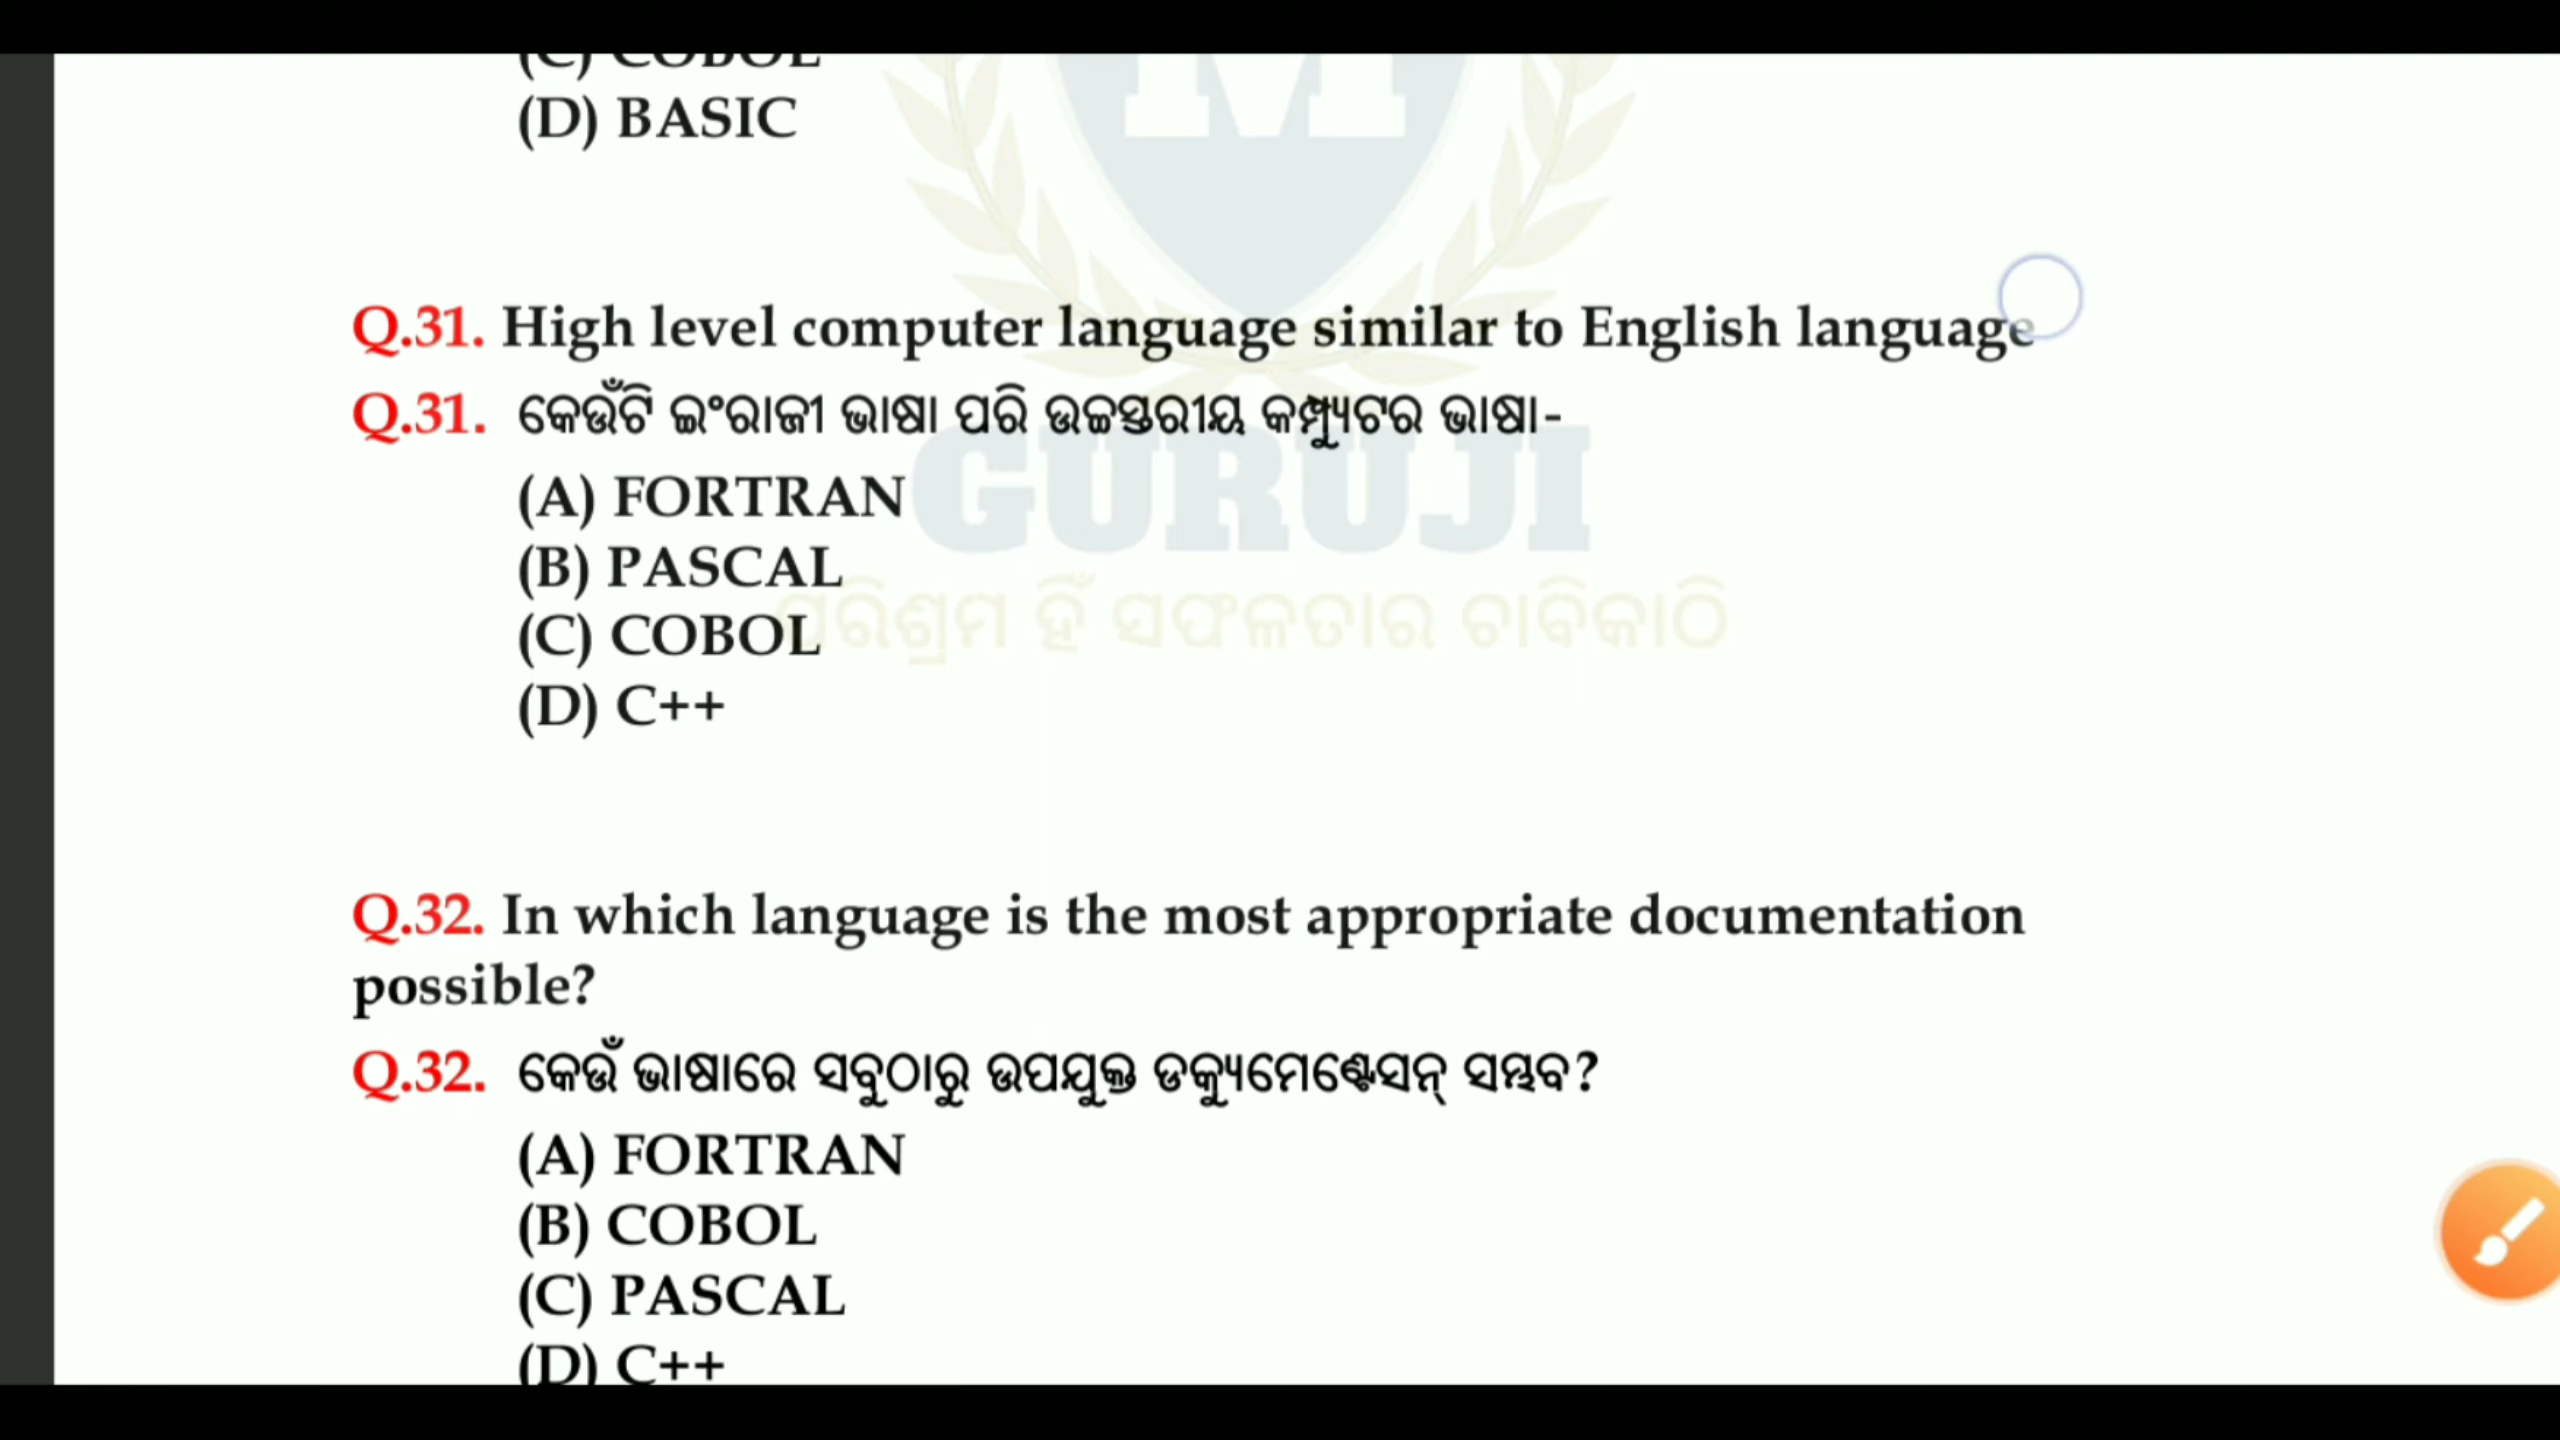 (C) COBOL
(D) BASIC
M
Q.31. High level computer language similar to English language
Q.31. କେଉଁଟି ଇଂରାଜୀ ଭାଷା ପରି ଉଚ୍ଚସ୍ତରୀୟ କମ୍ପ୍ୟୁଟର ଭାଷା-
GURUJI
(A) FORTRAN
(B) PASCAL
ପରିଶ୍ରମ ହିଁ ସଫଳତାର ଚାବିକାଠି
(C) COBOL
(D) C++
Q.32. In which language is the most appropriate documentation
possible?
Q.32. କେଉଁ ଭାଷାରେ ସବୁଠାରୁ ଉପଯୁକ୍ତ ଡକ୍ୟୁମେଣ୍ଟେସନ୍ ସମ୍ଭବ?
(A) FORTRAN
(B) COBOL
(C) PASCAL
(D) C++